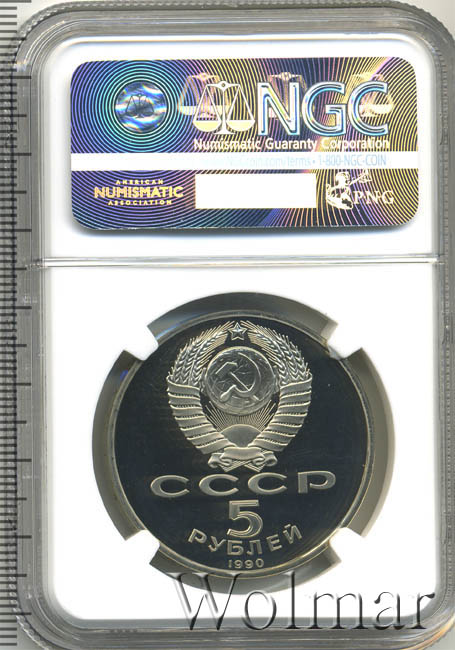 NGC
Numismatic Guaranty Corporation
NGCcoin.com/terms • 1-800-NGC-COIN
AMERICAN
NUMISMATIC
ASSOCIATION
PNG
СССР
5
РУБЛЕЙ
1990
Wolmar